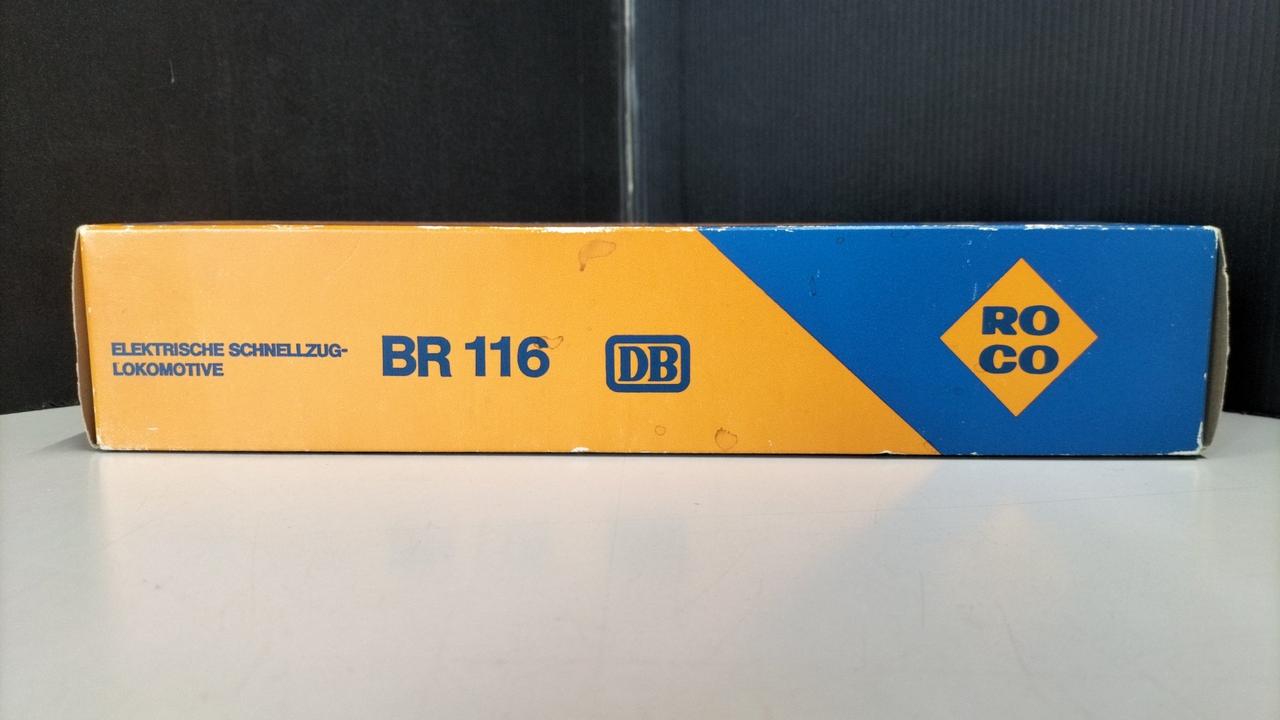 ELEKTRISCHE SCHNELLZUG-
LOKOMOTIVE
BR 116
DB
RO
CO